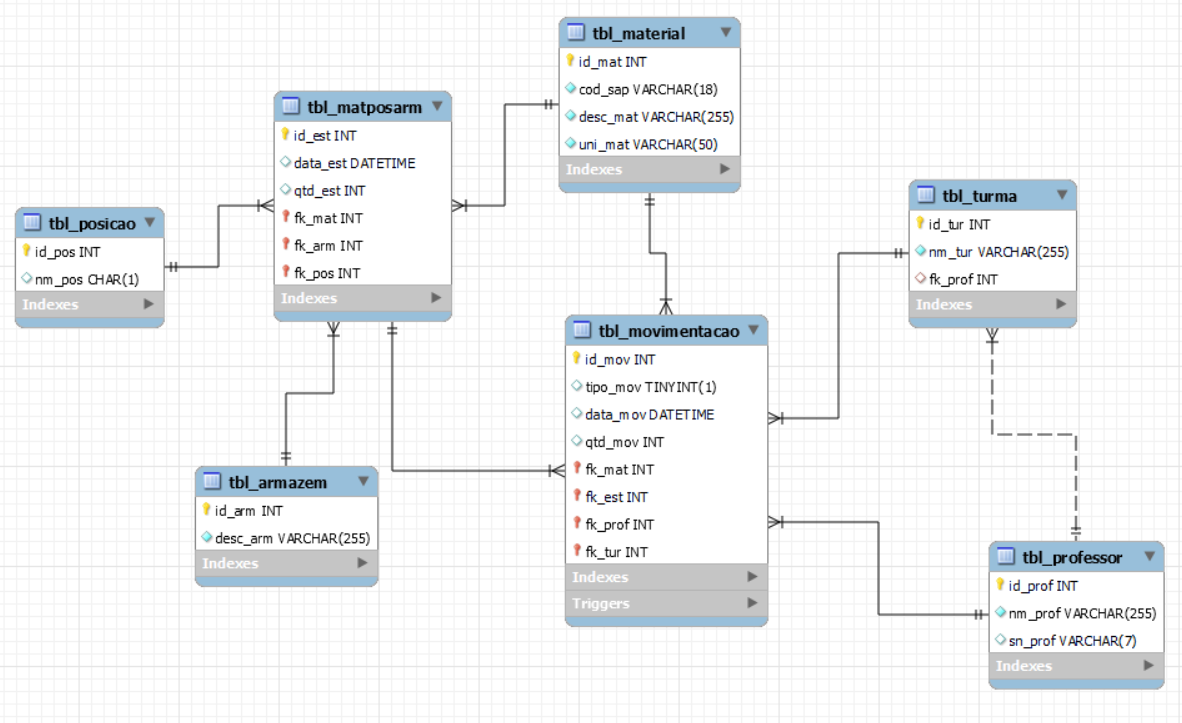 tbl_material
id_mat INT
cod_sap VARCHAR(18)
desc_mat VARCHAR(255)
uni_mat VARCHAR(50)
Indexes
tbl_matposarm
id_est INT
data_est DATETIME
qtd_est INT
fk_mat INT
fk_arm INT
fk_pos INT
Indexes
tbl_posicao
id_pos INT
nm_pos CHAR(1)
Indexes
tbl_turma
id_tur INT
nm_tur VARCHAR(255)
fk_prof INT
Indexes
tbl_movimentacao
id_mov INT
tipo_mov TINYINT(1)
data_mov DATETIME
qtd_mov INT
fk_mat INT
fk_est INT
fk_prof INT
fk_tur INT
Indexes
Triggers
tbl_armazem
id_arm INT
desc_arm VARCHAR(255)
Indexes
tbl_professor
id_prof INT
nm_prof VARCHAR(255)
sn_prof VARCHAR(7)
Indexes